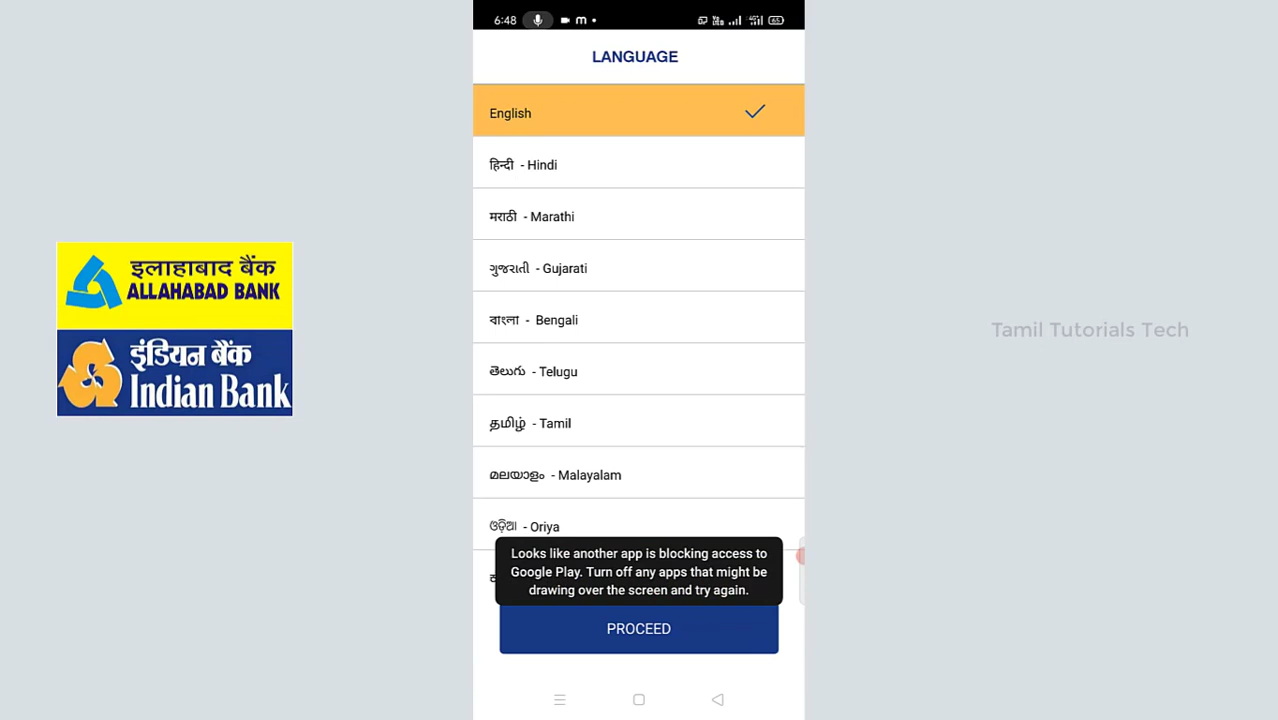 6:48
65
LANGUAGE
English
हिन्दी - Hindi
मराठी - Marathi
ગુજરાતી - Gujarati
বাংলা - Bengali
తెలుగు - Telugu
தமிழ் - Tamil
മലയാളം - Malayalam
ଓଡ଼ିଆ - Oriya
Looks like another app is blocking access to
Google Play. Turn off any apps that might be
drawing over the screen and try again.
PROCEED
इलाहाबाद बैंक
ALLAHABAD BANK
इंडियन बैंक
Indian Bank
Tamil Tutorials Tech